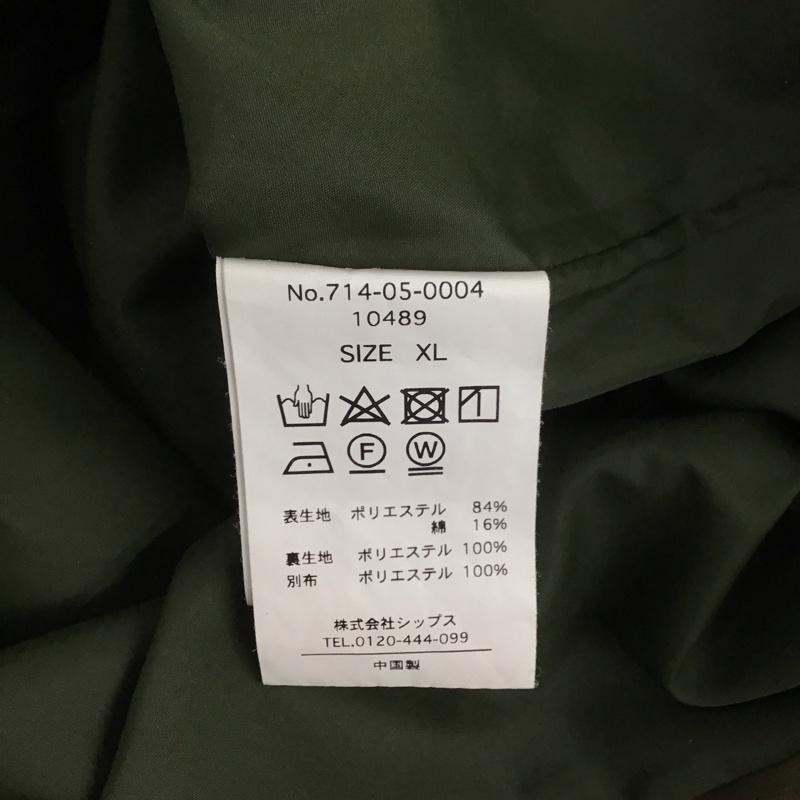 No.714-05-0004
10489
SIZE XL
F W
表生地 ポリエステル 84%
綿 16%
裏生地 ポリエステル 100%
別布 ポリエステル 100%
株式会社シップス
TEL.0120-444-099
中国製